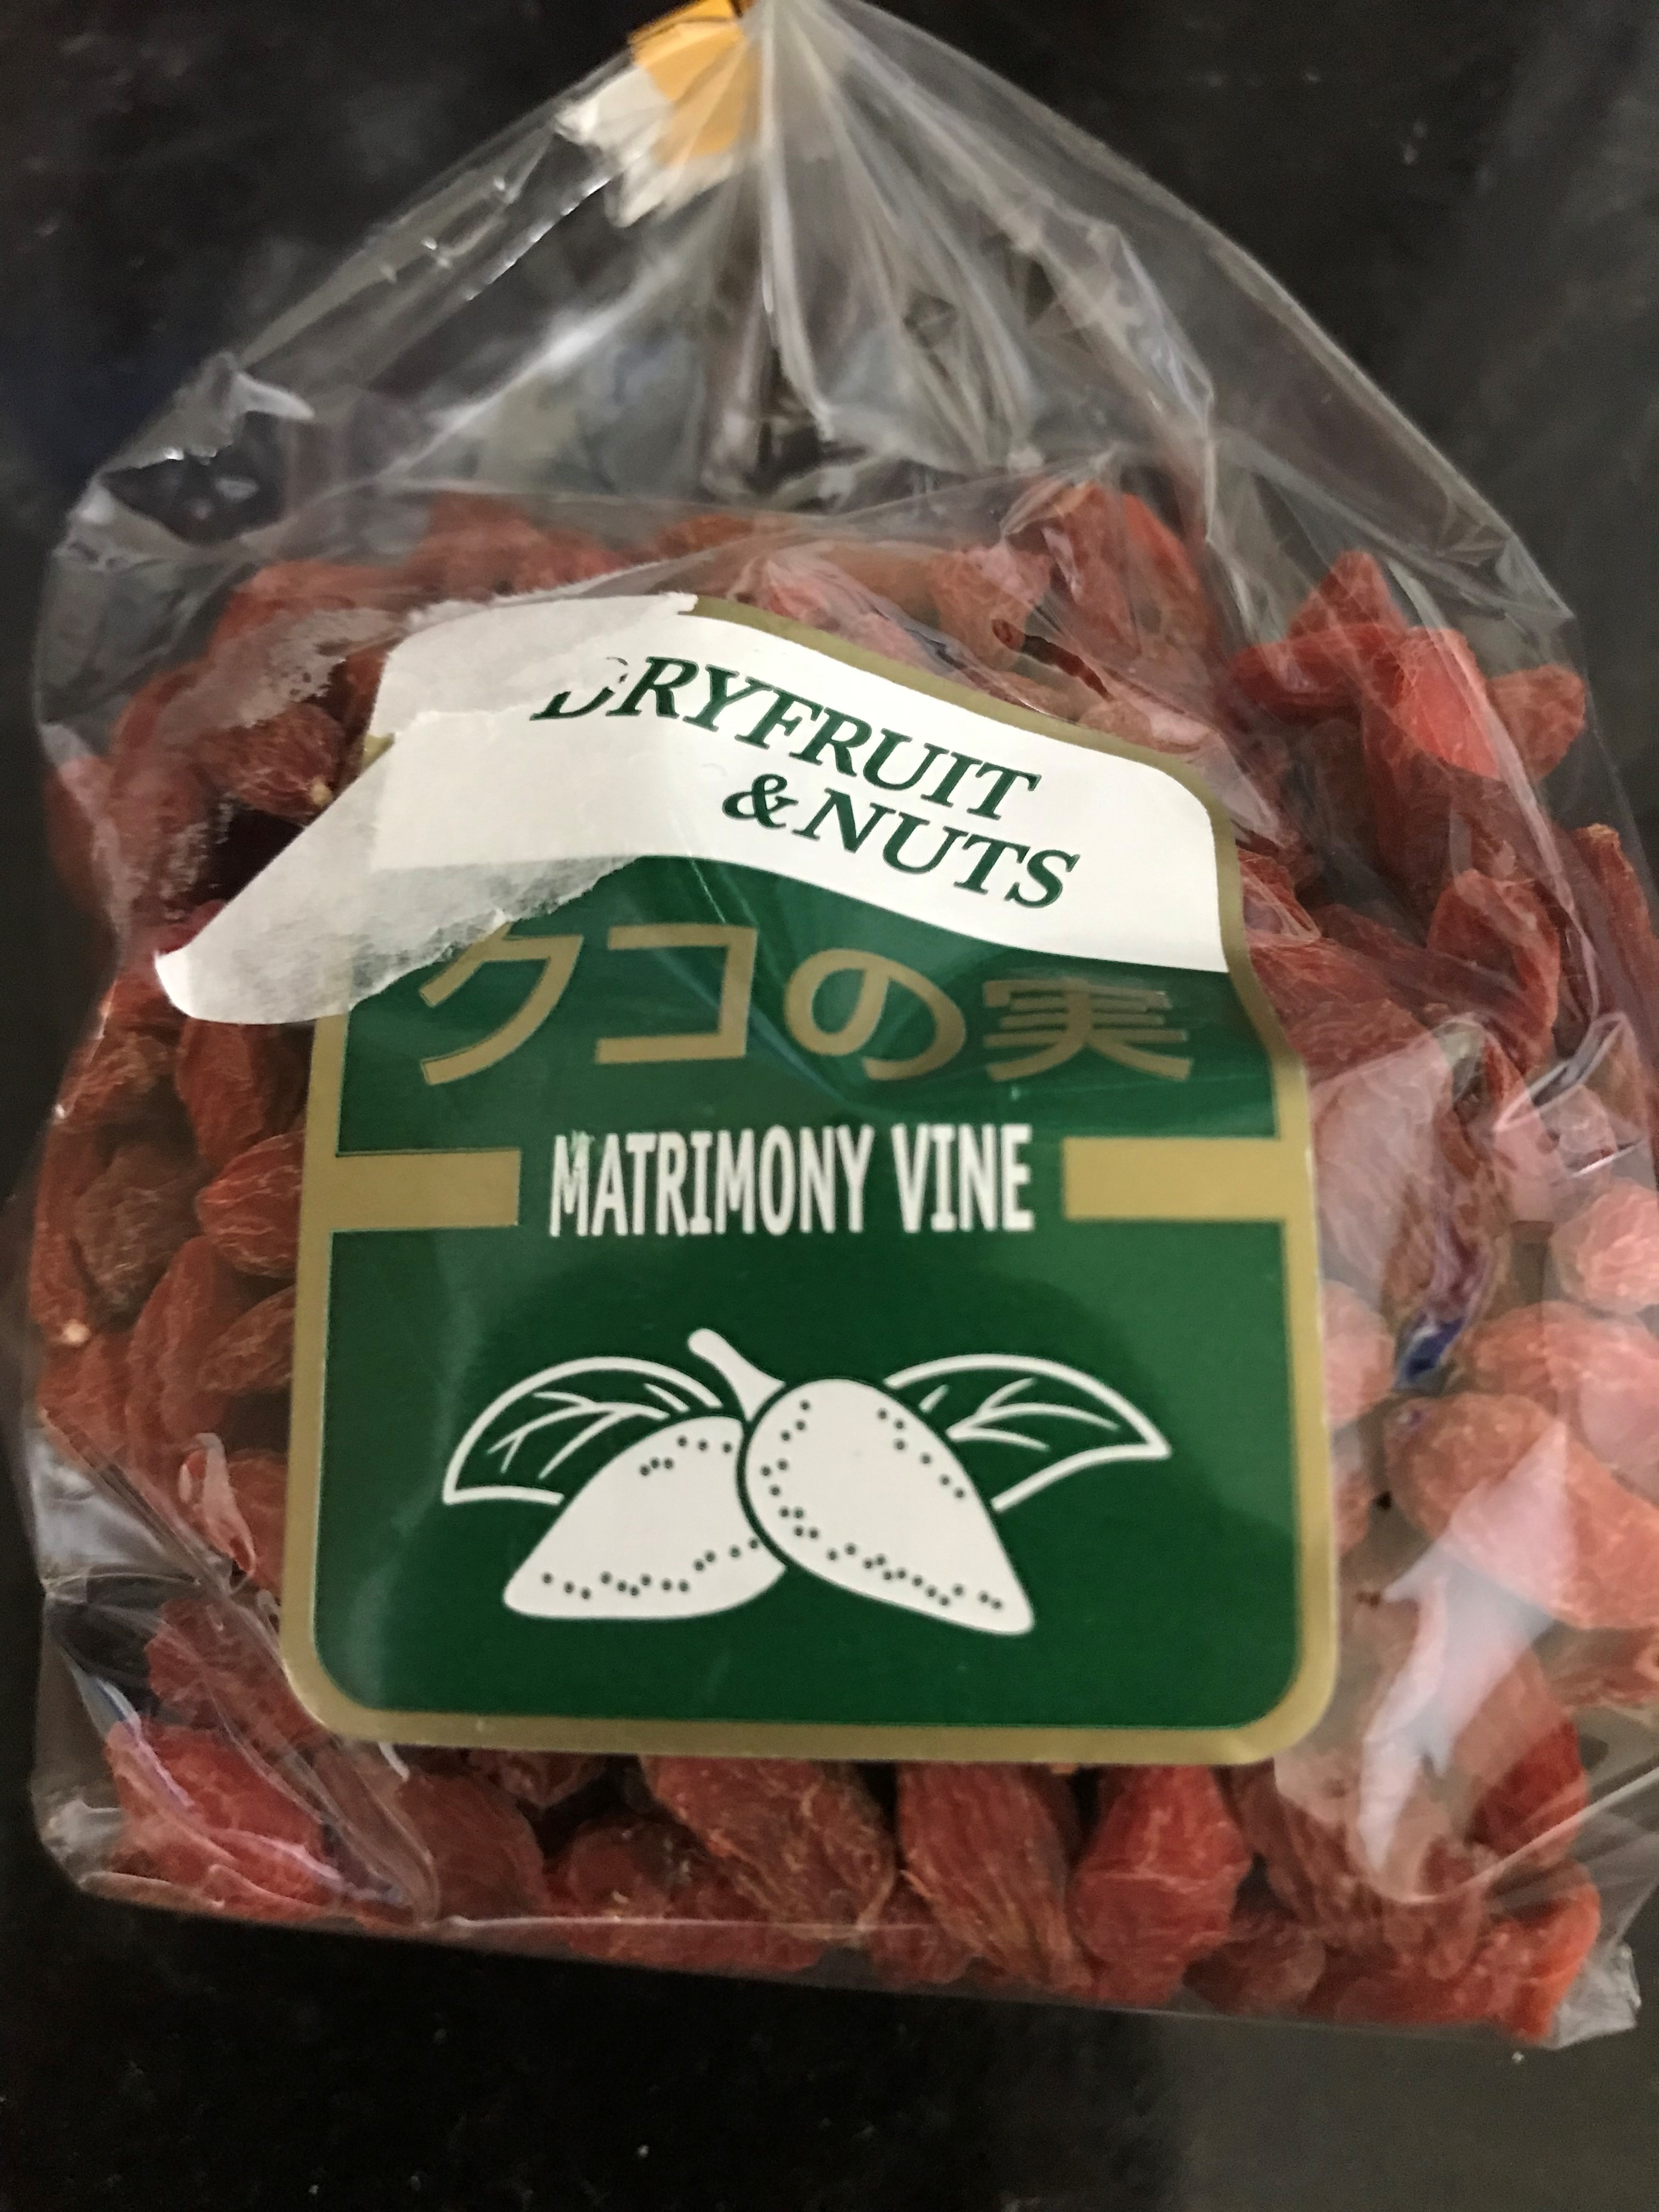 DRYFRUIT
&NUTS
クコの実
MATRIMONY VINE